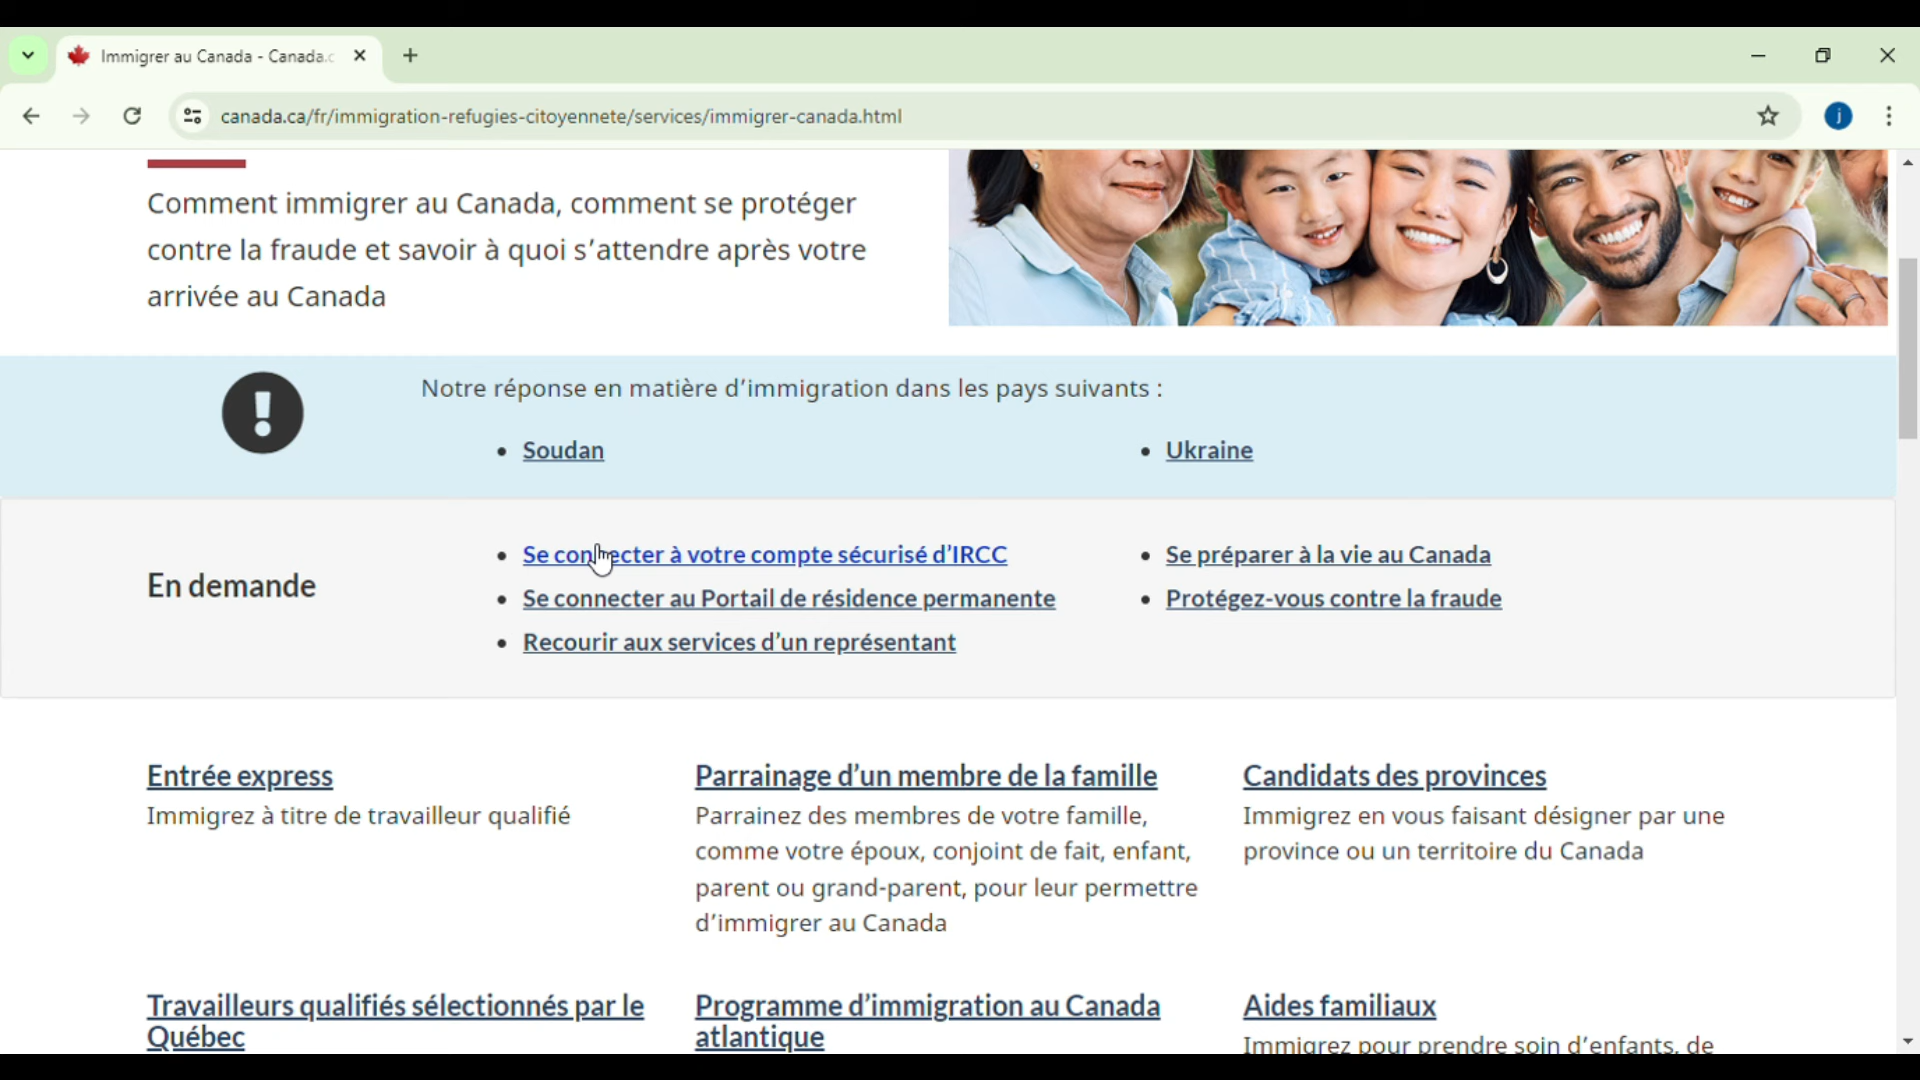 Immigrer au Canada - Canada.c
canada.ca/fr/immigration-refugies-citoyennete/services/immigrer-canada.html
j
Comment immigrer au Canada, comment se protéger
contre la fraude et savoir à quoi s’attendre après votre
arrivée au Canada
Notre réponse en matière d’immigration dans les pays suivants :
Soudan
Ukraine
En demande
Se connecter à votre compte sécurisé d’IRCC
Se connecter au Portail de résidence permanente
Recourir aux services d’un représentant
Se préparer à la vie au Canada
Protégez-vous contre la fraude
Entrée express
Immigrez à titre de travailleur qualifié
Parrainage d’un membre de la famille
Parrainez des membres de votre famille,
comme votre époux, conjoint de fait, enfant,
parent ou grand-parent, pour leur permettre
d’immigrer au Canada
Candidats des provinces
Immigrez en vous faisant désigner par une
province ou un territoire du Canada
Travailleurs qualifiés sélectionnés par le
Québec
Programme d’immigration au Canada
atlantique
Aides familiaux
Immigrez pour prendre soin d’enfants, de